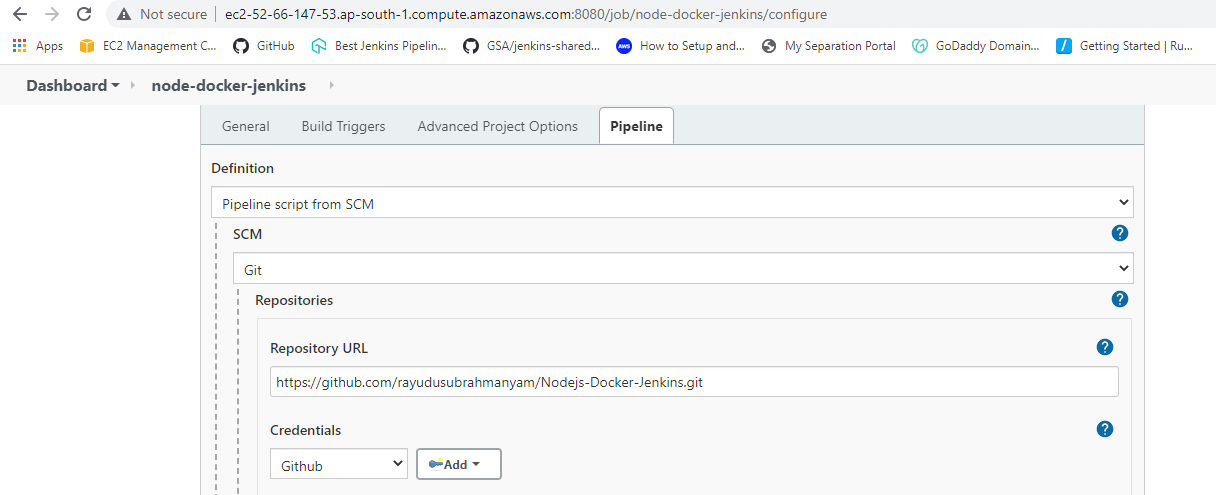 Not secure | ec2-52-66-147-53.ap-south-1.compute.amazonaws.com:8080/job/node-docker-jenkins/configure
Apps EC2 Management C... GitHub Best Jenkins Pipelin... GSA/jenkins-shared... aws How to Setup and... My Separation Portal GoDaddy Domain... Getting Started | Ru...
Dashboard node-docker-jenkins
General Build Triggers Advanced Project Options Pipeline
Definition
Pipeline script from SCM
SCM ?
Git
Repositories ?
Repository URL ?
https://github.com/rayudusubrahmanyam/Nodejs-Docker-Jenkins.git
Credentials ?
Github Add